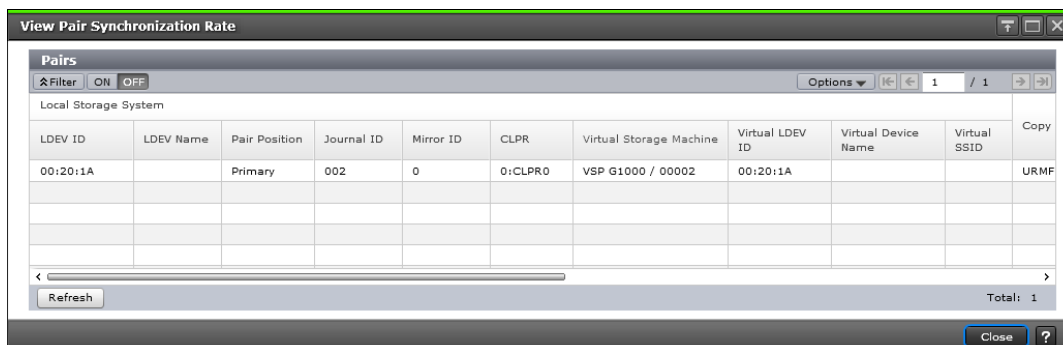 View Pair Synchronization Rate
Pairs
Filter ON OFF Options 1 / 1
Local Storage System
LDEV ID LDEV Name Pair Position Journal ID Mirror ID CLPR Virtual Storage Machine Virtual LDEV ID Virtual Device Name Virtual SSID Copy
00:20:1A Primary 002 0 0:CLPR0 VSP G1000 / 00002 00:20:1A URMF
Refresh Total: 1
Close ?